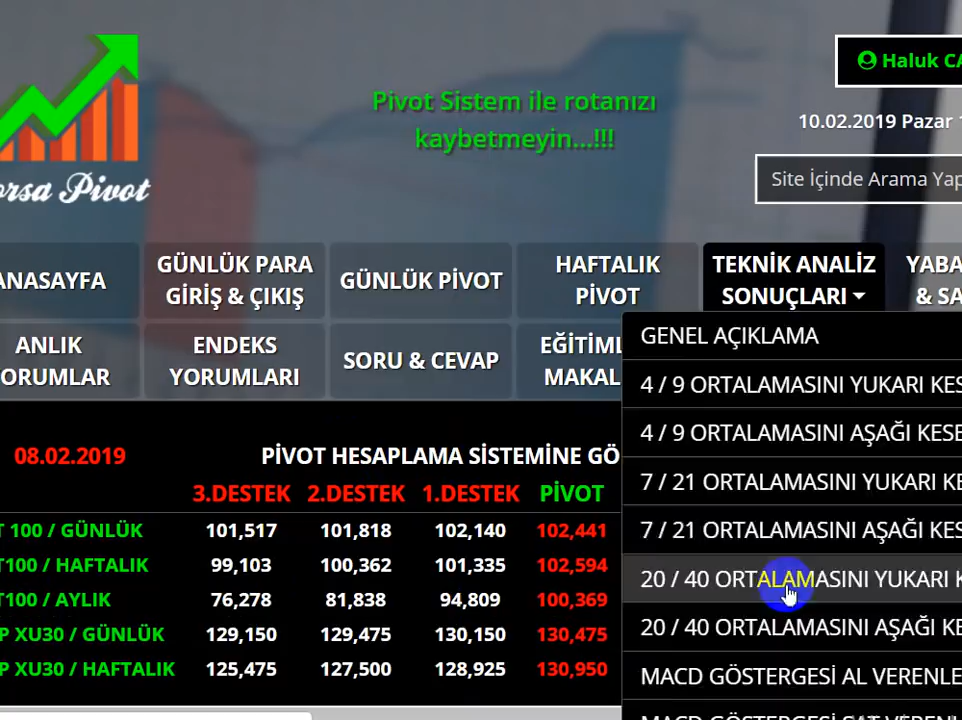 Haluk CA
Pivot Sistem ile rotanızı
kaybetmeyin...!!!
10.02.2019 Pazar 1
orsa Pivot
Site İçinde Arama Yap
ANASAYFA
GÜNLÜK PARA
GİRİŞ & ÇIKIŞ
GÜNLÜK PİVOT
HAFTALIK
PİVOT
TEKNİK ANALİZ
SONUÇLARI
YABA
& SA
ANLIK
ORUMLAR
ENDEKS
YORUMLARI
SORU & CEVAP
EĞİTİML
MAKAL
GENEL AÇIKLAMA
4 / 9 ORTALAMASINI YUKARI KES
4 / 9 ORTALAMASINI AŞAĞI KESE
7 / 21 ORTALAMASINI YUKARI KE
7 / 21 ORTALAMASINI AŞAĞI KES
20 / 40 ORTALAMASINI YUKARI K
20 / 40 ORTALAMASINI AŞAĞI KE
MACD GÖSTERGESİ AL VERENLE
08.02.2019 PİVOT HESAPLAMA SİSTEMİNE GÖ
3.DESTEK 2.DESTEK 1.DESTEK PİVOT
T 100 / GÜNLÜK 101,517 101,818 102,140 102,441
T100 / HAFTALIK 99,103 100,362 101,335 102,594
T100 / AYLIK 76,278 81,838 94,809 100,369
P XU30 / GÜNLÜK 129,150 129,475 130,150 130,475
P XU30 / HAFTALIK 125,475 127,500 128,925 130,950